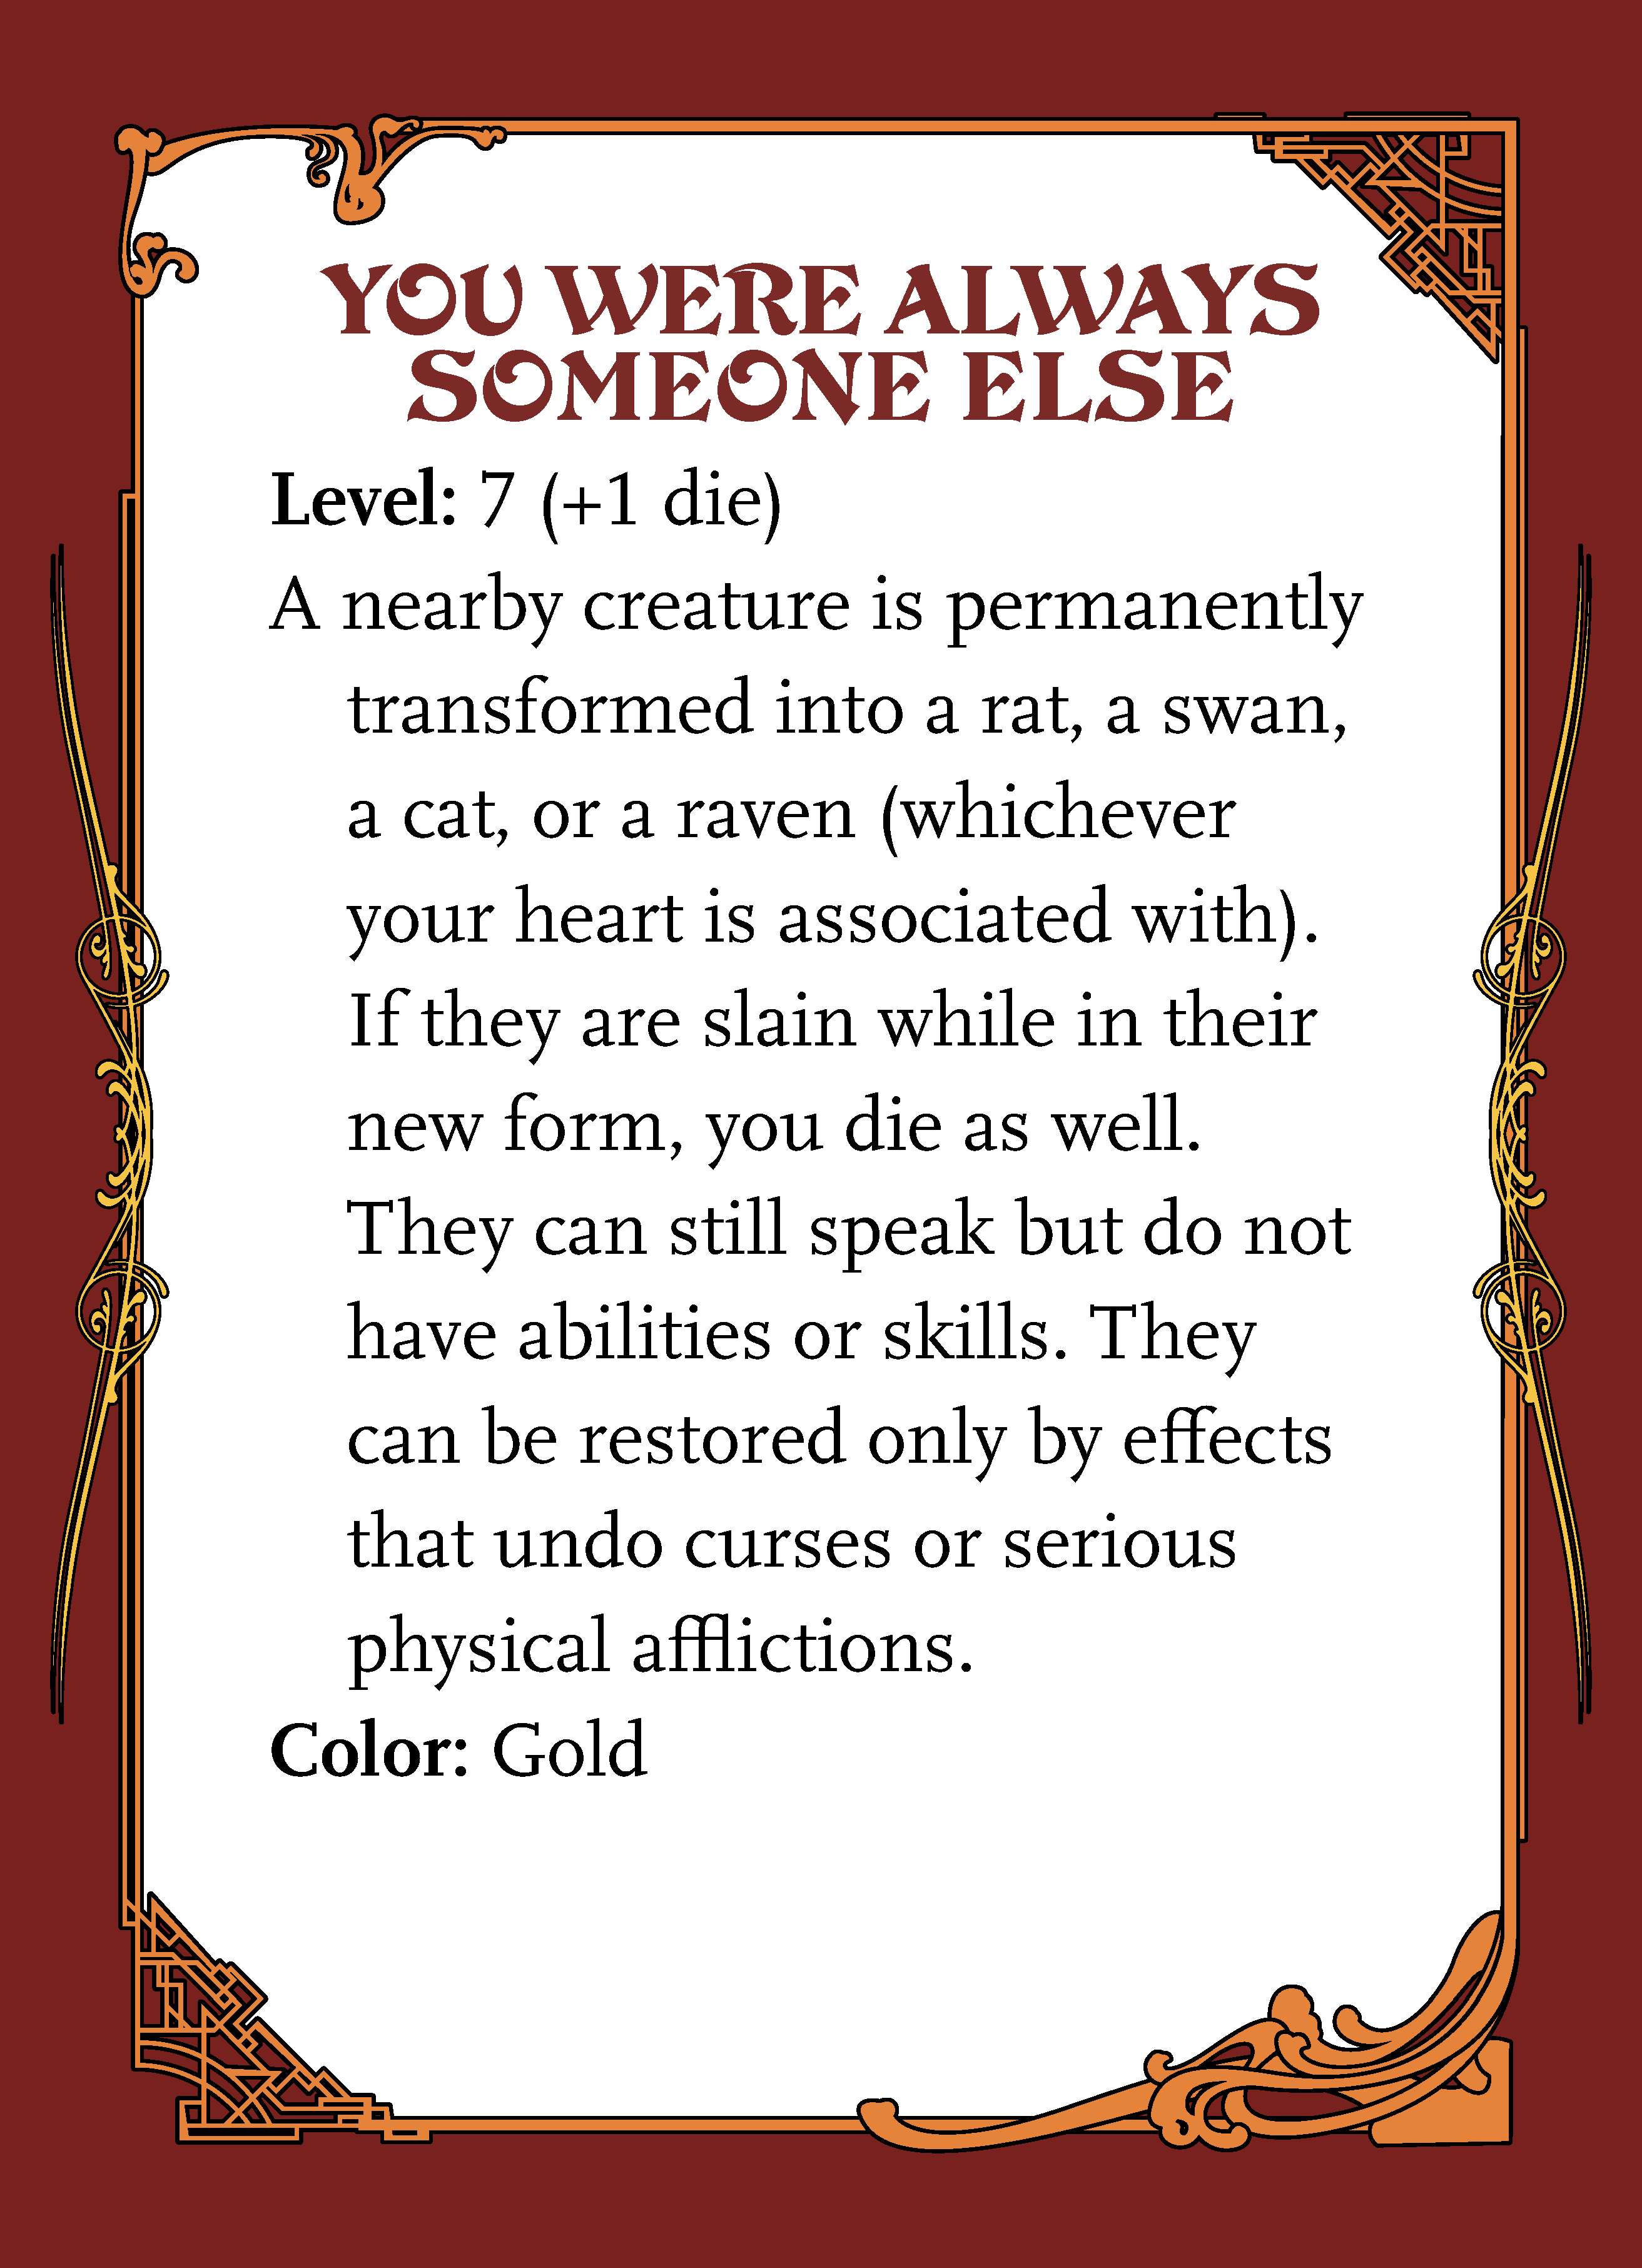 YOU WERE ALWAYS
SOMEONE ELSE
Level: 7 (+1 die)
A nearby creature is permanently
transformed into a rat, a swan,
a cat, or a raven (whichever
your heart is associated with).
If they are slain while in their
new form, you die as well.
They can still speak but do not
have abilities or skills. They
can be restored only by effects
that undo curses or serious
physical afflictions.
Color: Gold